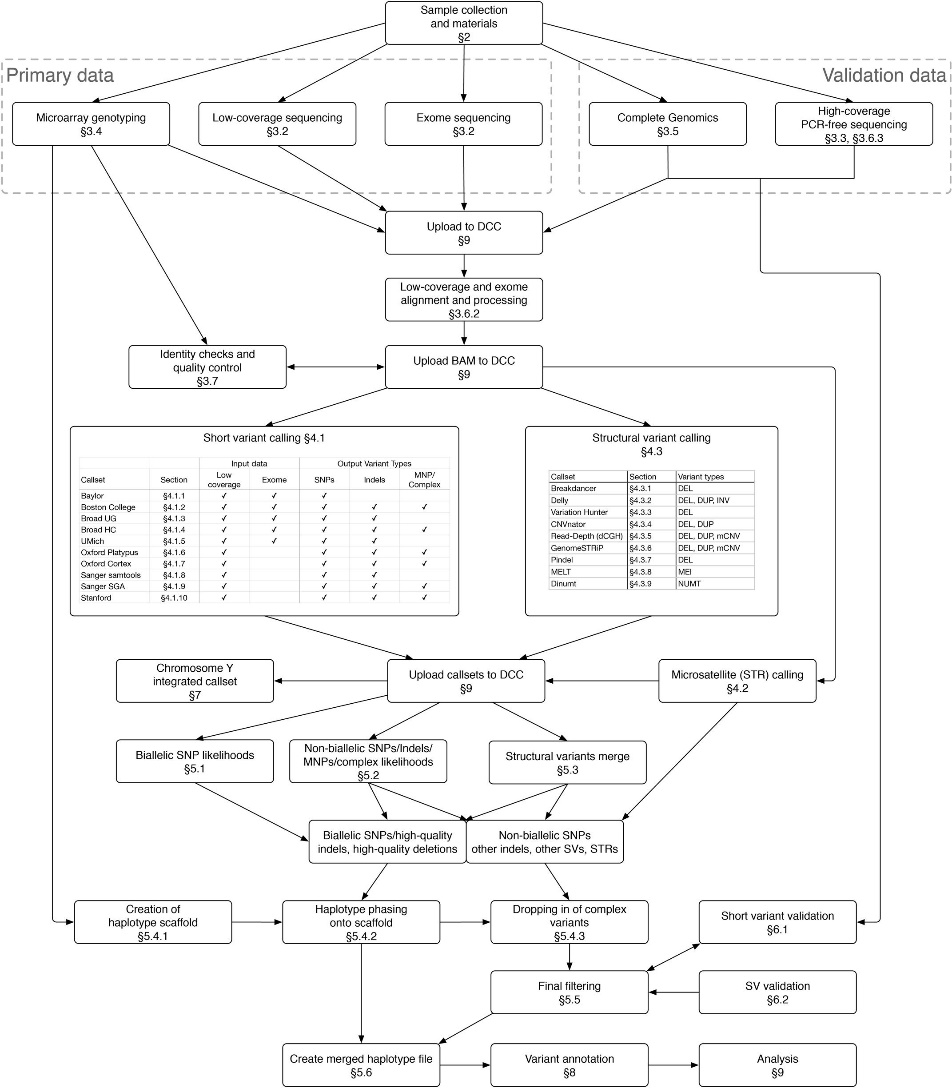 Sample collection
and materials
§2
Primary data
Validation data
Microarray genotyping
§3.4
Low-coverage sequencing
§3.2
Exome sequencing
§3.2
Complete Genomics
§3.5
High-coverage
PCR-free sequencing
§3.3, §3.6.3
Upload to DCC
§9
Low-coverage and exome
alignment and processing
§3.6.2
Identity checks and
quality control
§3.7
Upload BAM to DCC
§9
Short variant calling §4.1
Input data Output Variant Types
Callset Section Low coverage Exome SNPs Indels MNP/ Complex
Baylor §4.1.1 ✓ ✓ ✓
Boston College §4.1.2 ✓ ✓ ✓ ✓ ✓
Broad UG §4.1.3 ✓ ✓ ✓ ✓
Broad HC §4.1.4 ✓ ✓ ✓ ✓ ✓
UMich §4.1.5 ✓ ✓ ✓ ✓
Oxford Platypus §4.1.6 ✓ ✓ ✓ ✓
Oxford Cortex §4.1.7 ✓ ✓ ✓ ✓
Sanger samtools §4.1.8 ✓ ✓ ✓
Sanger SGA §4.1.9 ✓ ✓ ✓ ✓
Stanford §4.1.10 ✓ ✓ ✓ ✓
Structural variant calling
§4.3
Callset Section Variant types
Breakdancer §4.3.1 DEL
Delly §4.3.2 DEL, DUP, INV
Variation Hunter §4.3.3 DEL
CNVnator §4.3.4 DEL, DUP
Read-Depth (dCGH) §4.3.5 DEL, DUP, mCNV
GenomeSTRiP §4.3.6 DEL, DUP, mCNV
Pindel §4.3.7 DEL
MELT §4.3.8 MEI
Dinumt §4.3.9 NUMT
Chromosome Y
integrated callset
§7
Upload callsets to DCC
§9
Microsatellite (STR) calling
§4.2
Biallelic SNP likelihoods
§5.1
Non-biallelic SNPs/Indels/
MNPs/complex likelihoods
§5.2
Structural variants merge
§5.3
Biallelic SNPs/high-quality
indels, high-quality deletions
Non-biallelic SNPs
other indels, other SVs, STRs
Creation of
haplotype scaffold
§5.4.1
Haplotype phasing
onto scaffold
§5.4.2
Dropping in of complex
variants
§5.4.3
Short variant validation
§6.1
Final filtering
§5.5
SV validation
§6.2
Create merged haplotype file
§5.6
Variant annotation
§8
Analysis
§9